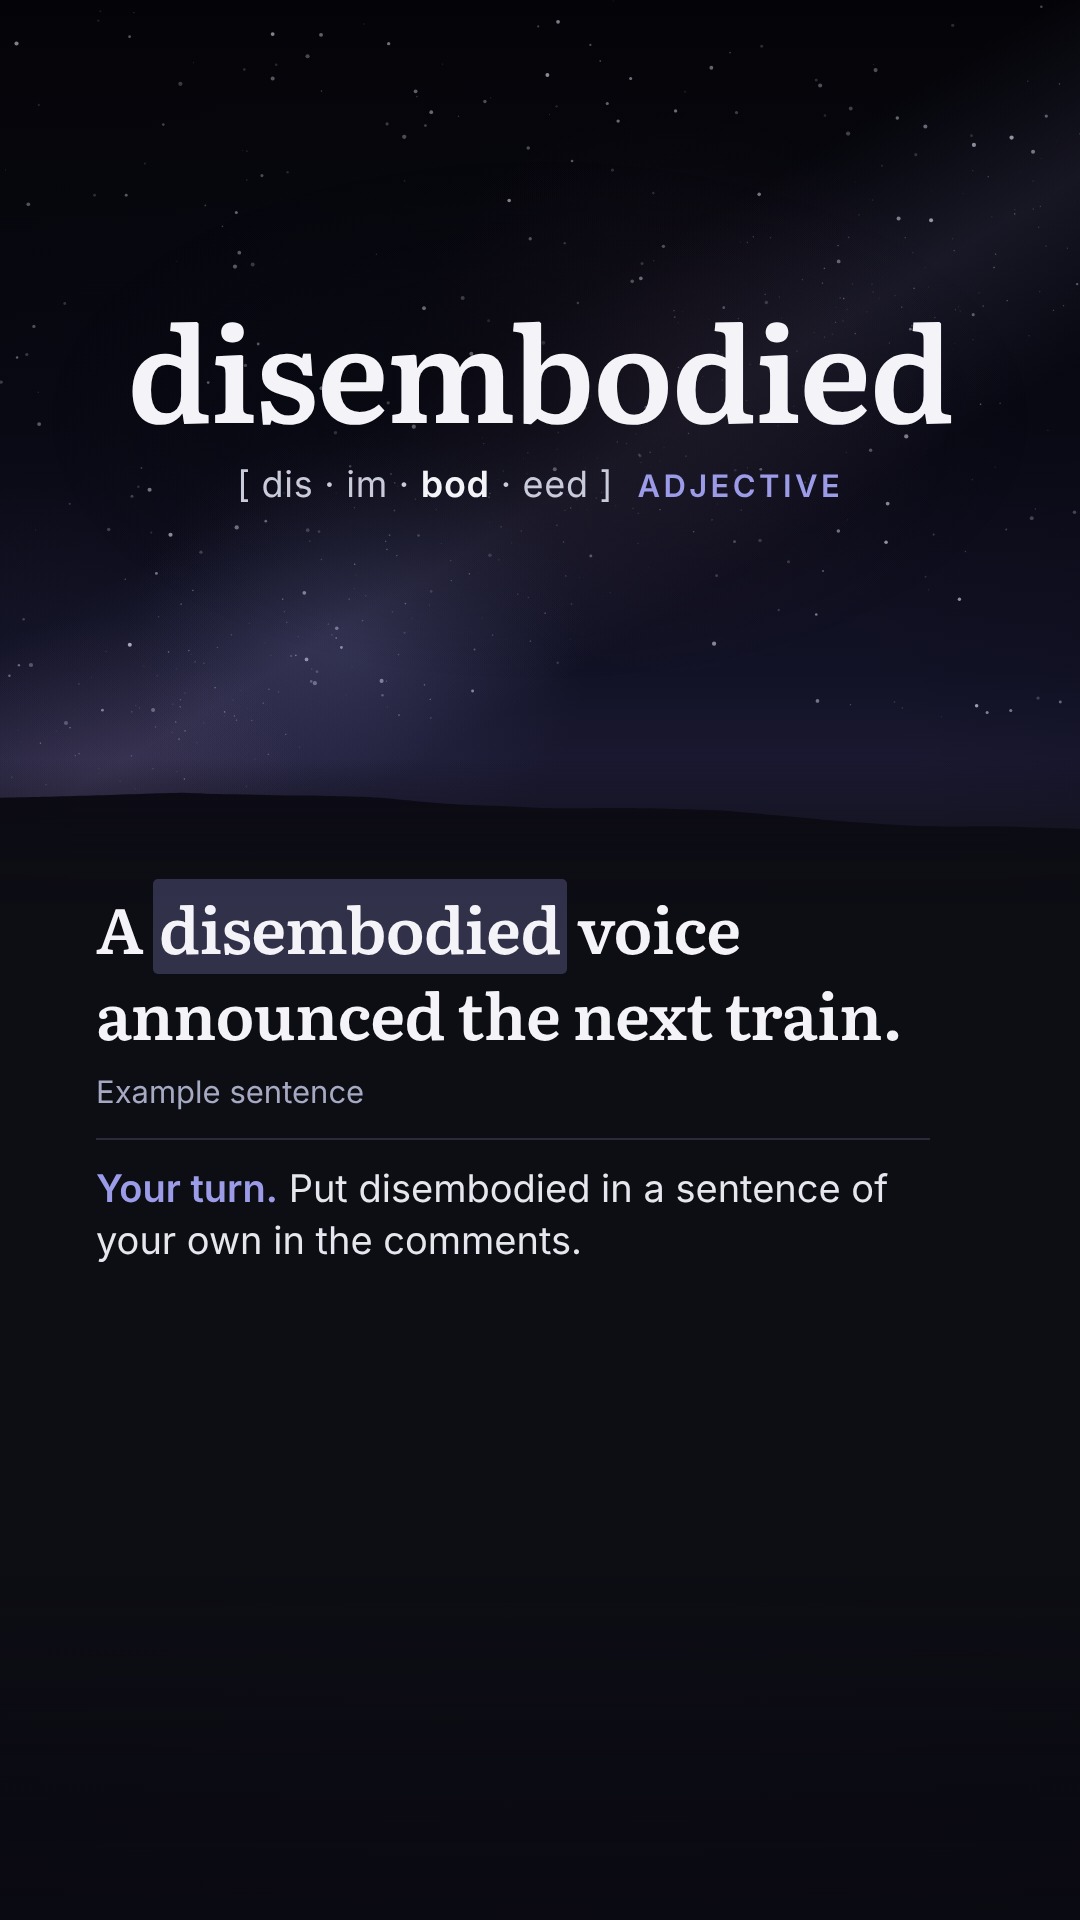 disembodied
[ dis · im · bod · eed ] ADJECTIVE
A disembodied voice
announced the next train.
Example sentence
Your turn. Put disembodied in a sentence of
your own in the comments.